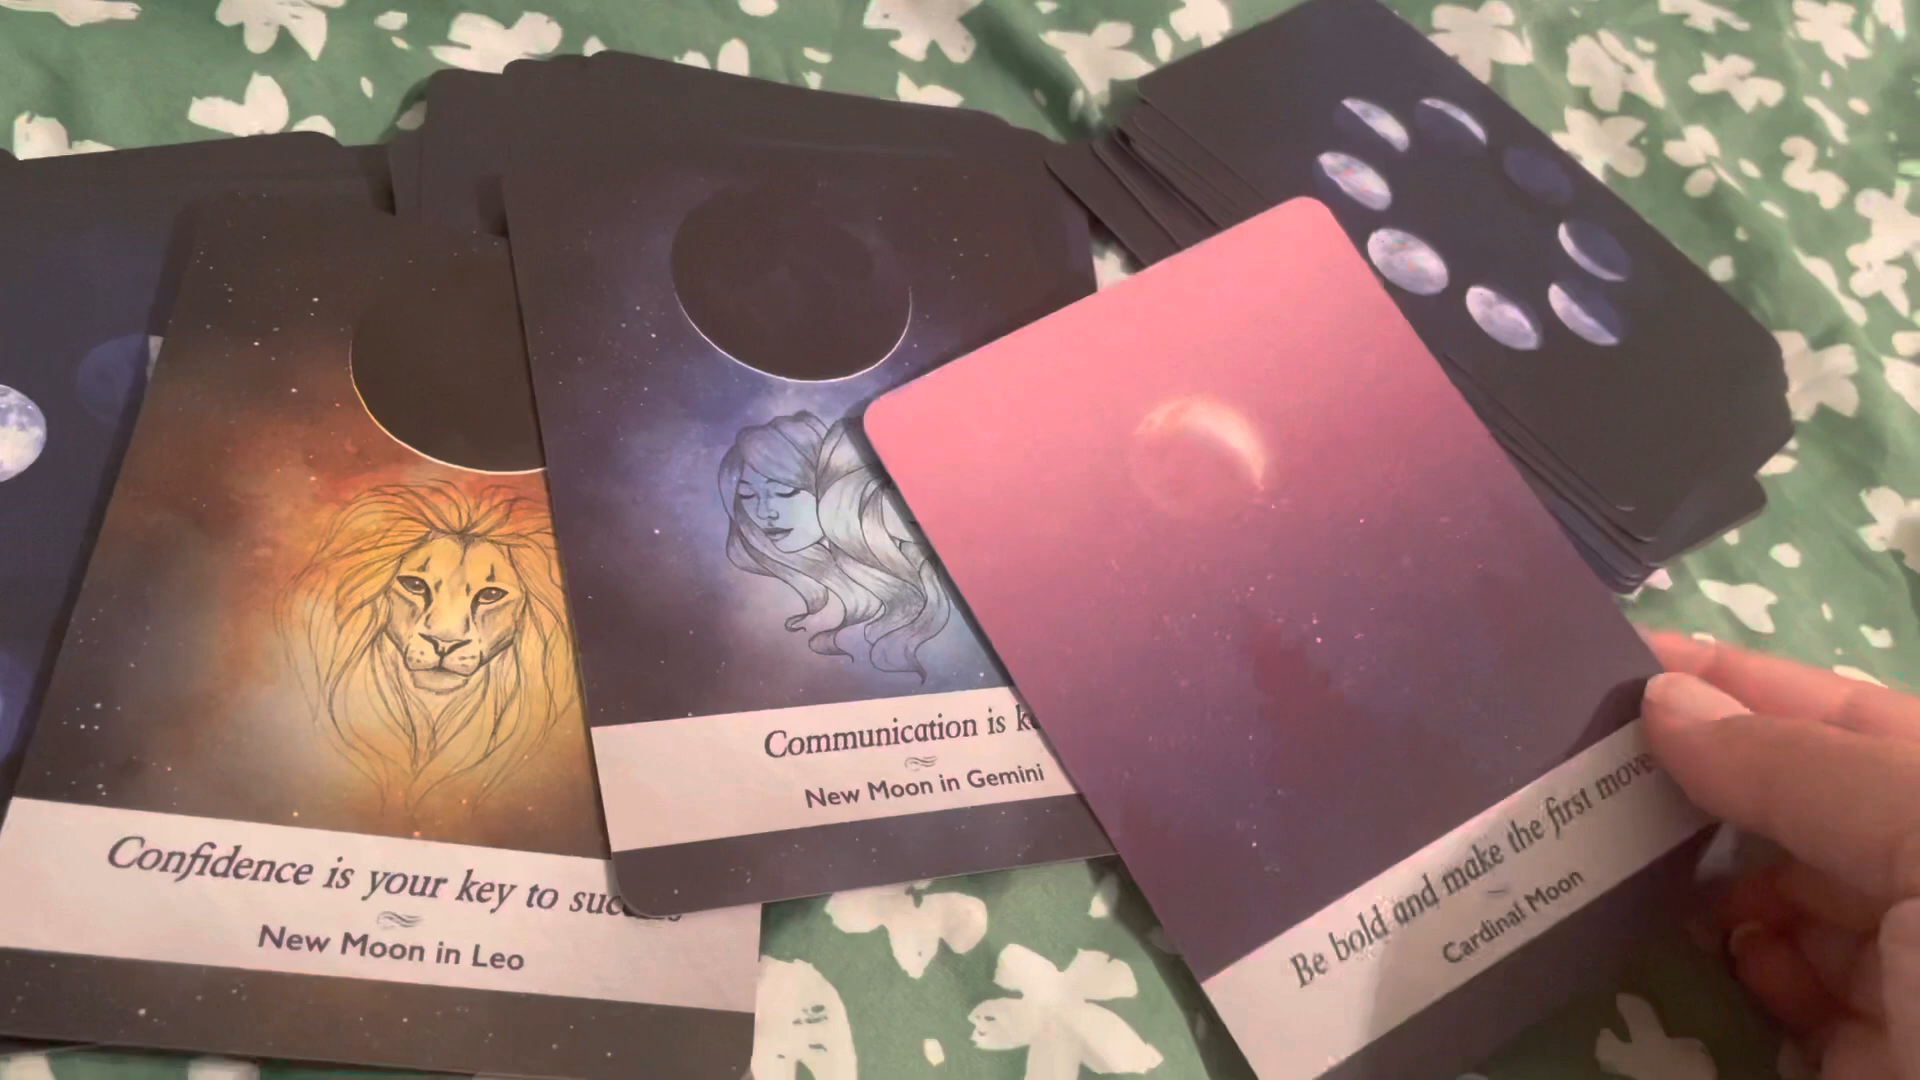 Confidence is your key to
New Moon in Leo
Communication is
New Moon in Gemini
Be bold and make the first move
Cardinal Moon